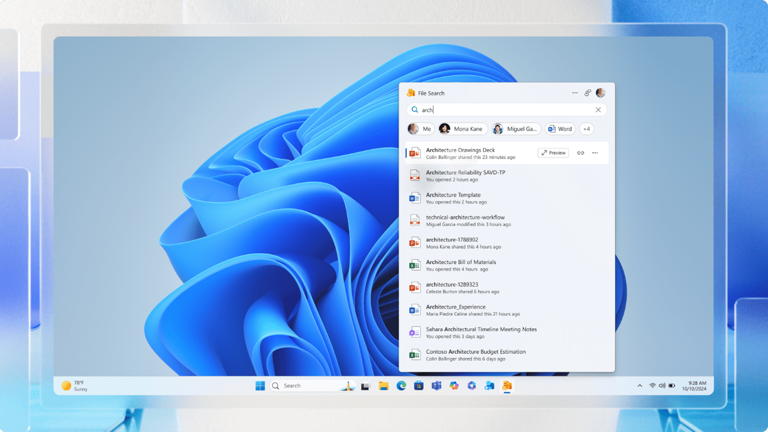 File Search
arch
Me
Mona Kane
Miguel Ga...
Word
+4
Architecture Drawings Deck
Colin Ballinger shared this 23 minutes ago
Preview
Architecture Reliability SAVD-TP
You opened 2 hours ago
Architecture Template
You opened this 2 hours ago
technical-architecture-workflow
Miguel Garcia modified this 3 hours ago
architecture-1788902
Mona Kane shared this 4 hours ago
Architecture Bill of Materials
You opened this 4 hours ago
architecture-1289323
Celeste Burton shared 6 hours ago
Architecture_Experience
Maria Piedra Celine shared this 21 hours ago
Sahara Architectural Timeline Meeting Notes
You opened this 3 days ago
Contoso Architecture Budget Estimation
Colin Ballinger shared this 6 days ago
78°F
Sunny
Search
9:28 AM
10/10/2024